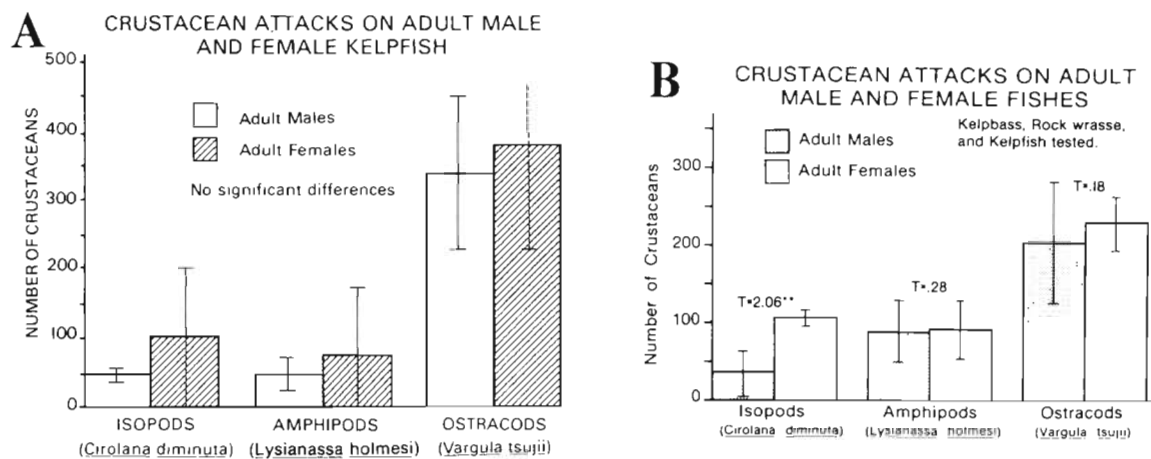 A
CRUSTACEAN ATTACKS ON ADULT MALE
AND FEMALE KELPFISH
NUMBER OF CRUSTACEANS
500
400
300
200
100
0
Adult Males
Adult Females
No significant differences
ISOPODS
(Cirolana diminuta)
AMPHIPODS
(Lysianassa holmesi)
OSTRACODS
(Vargula tsujii)
B
CRUSTACEAN ATTACKS ON ADULT
MALE AND FEMALE FISHES
Kelpbass, Rock wrasse,
and Kelpfish tested.
Adult Males
Adult Females
Number of Crustaceans
300
200
100
0
T=2.06**
T=.28
T=.18
Isopods
(Cirolana diminuta)
Amphipods
(Lysianassa holmesi)
Ostracods
(Vargula tsujii)